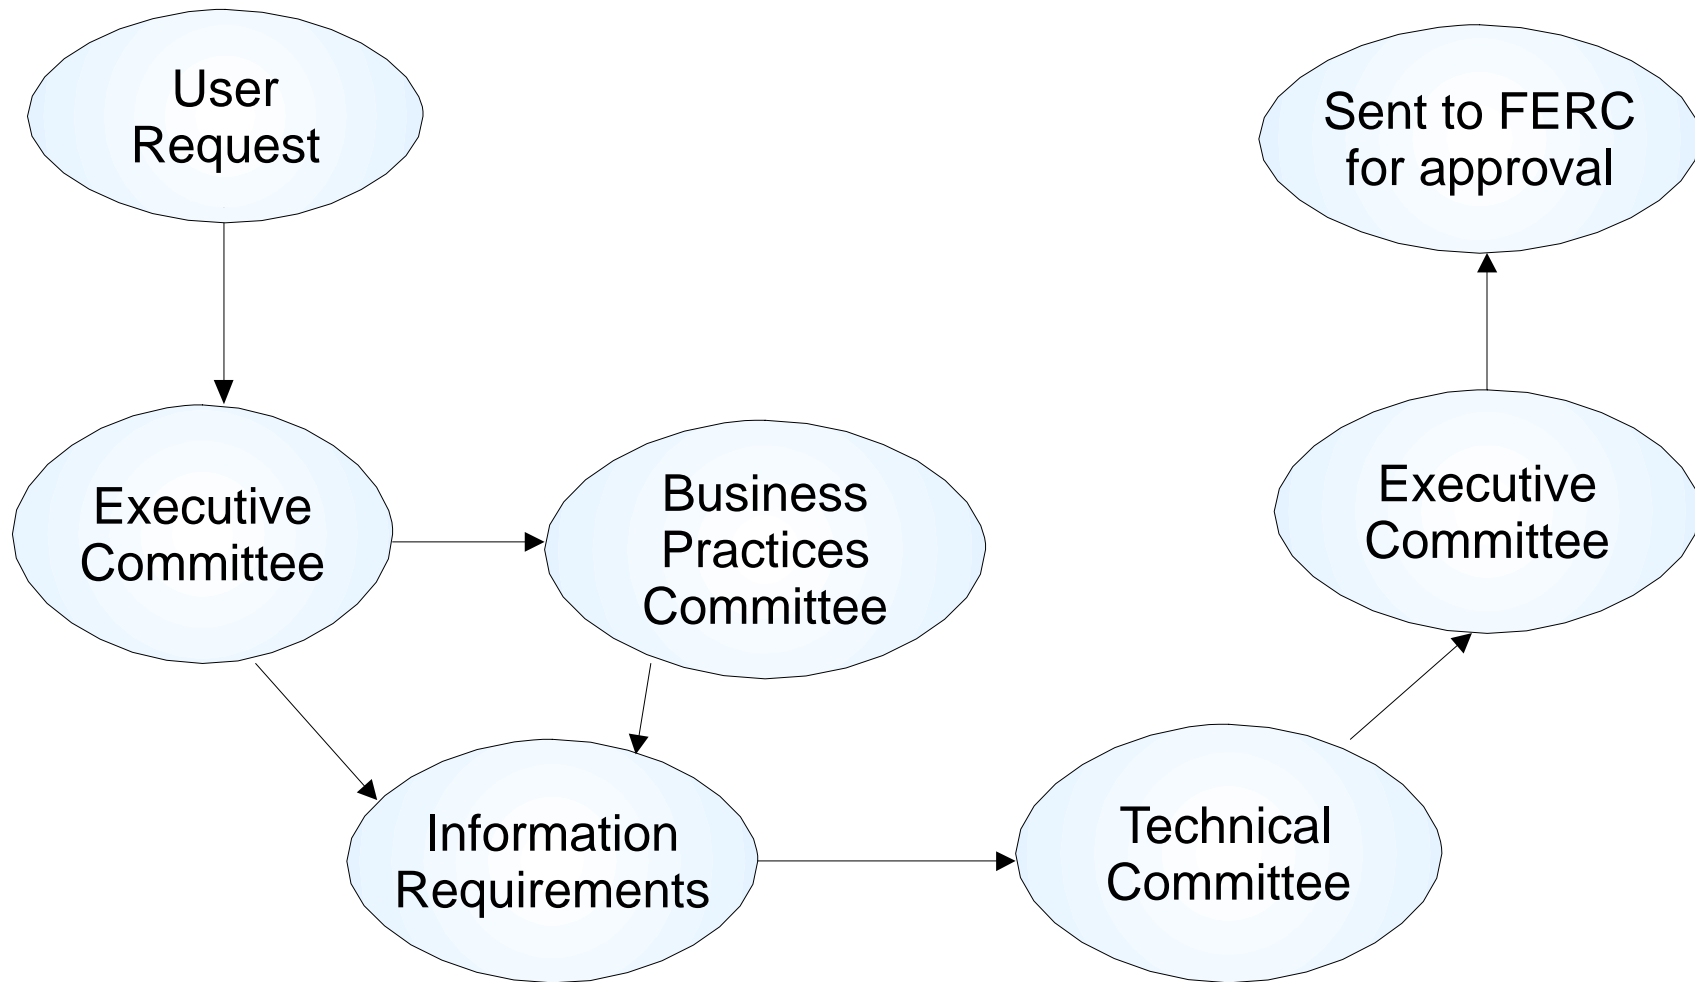 User
Request
Sent to FERC
for approval
Executive
Committee
Business
Practices
Committee
Executive
Committee
Information
Requirements
Technical
Committee